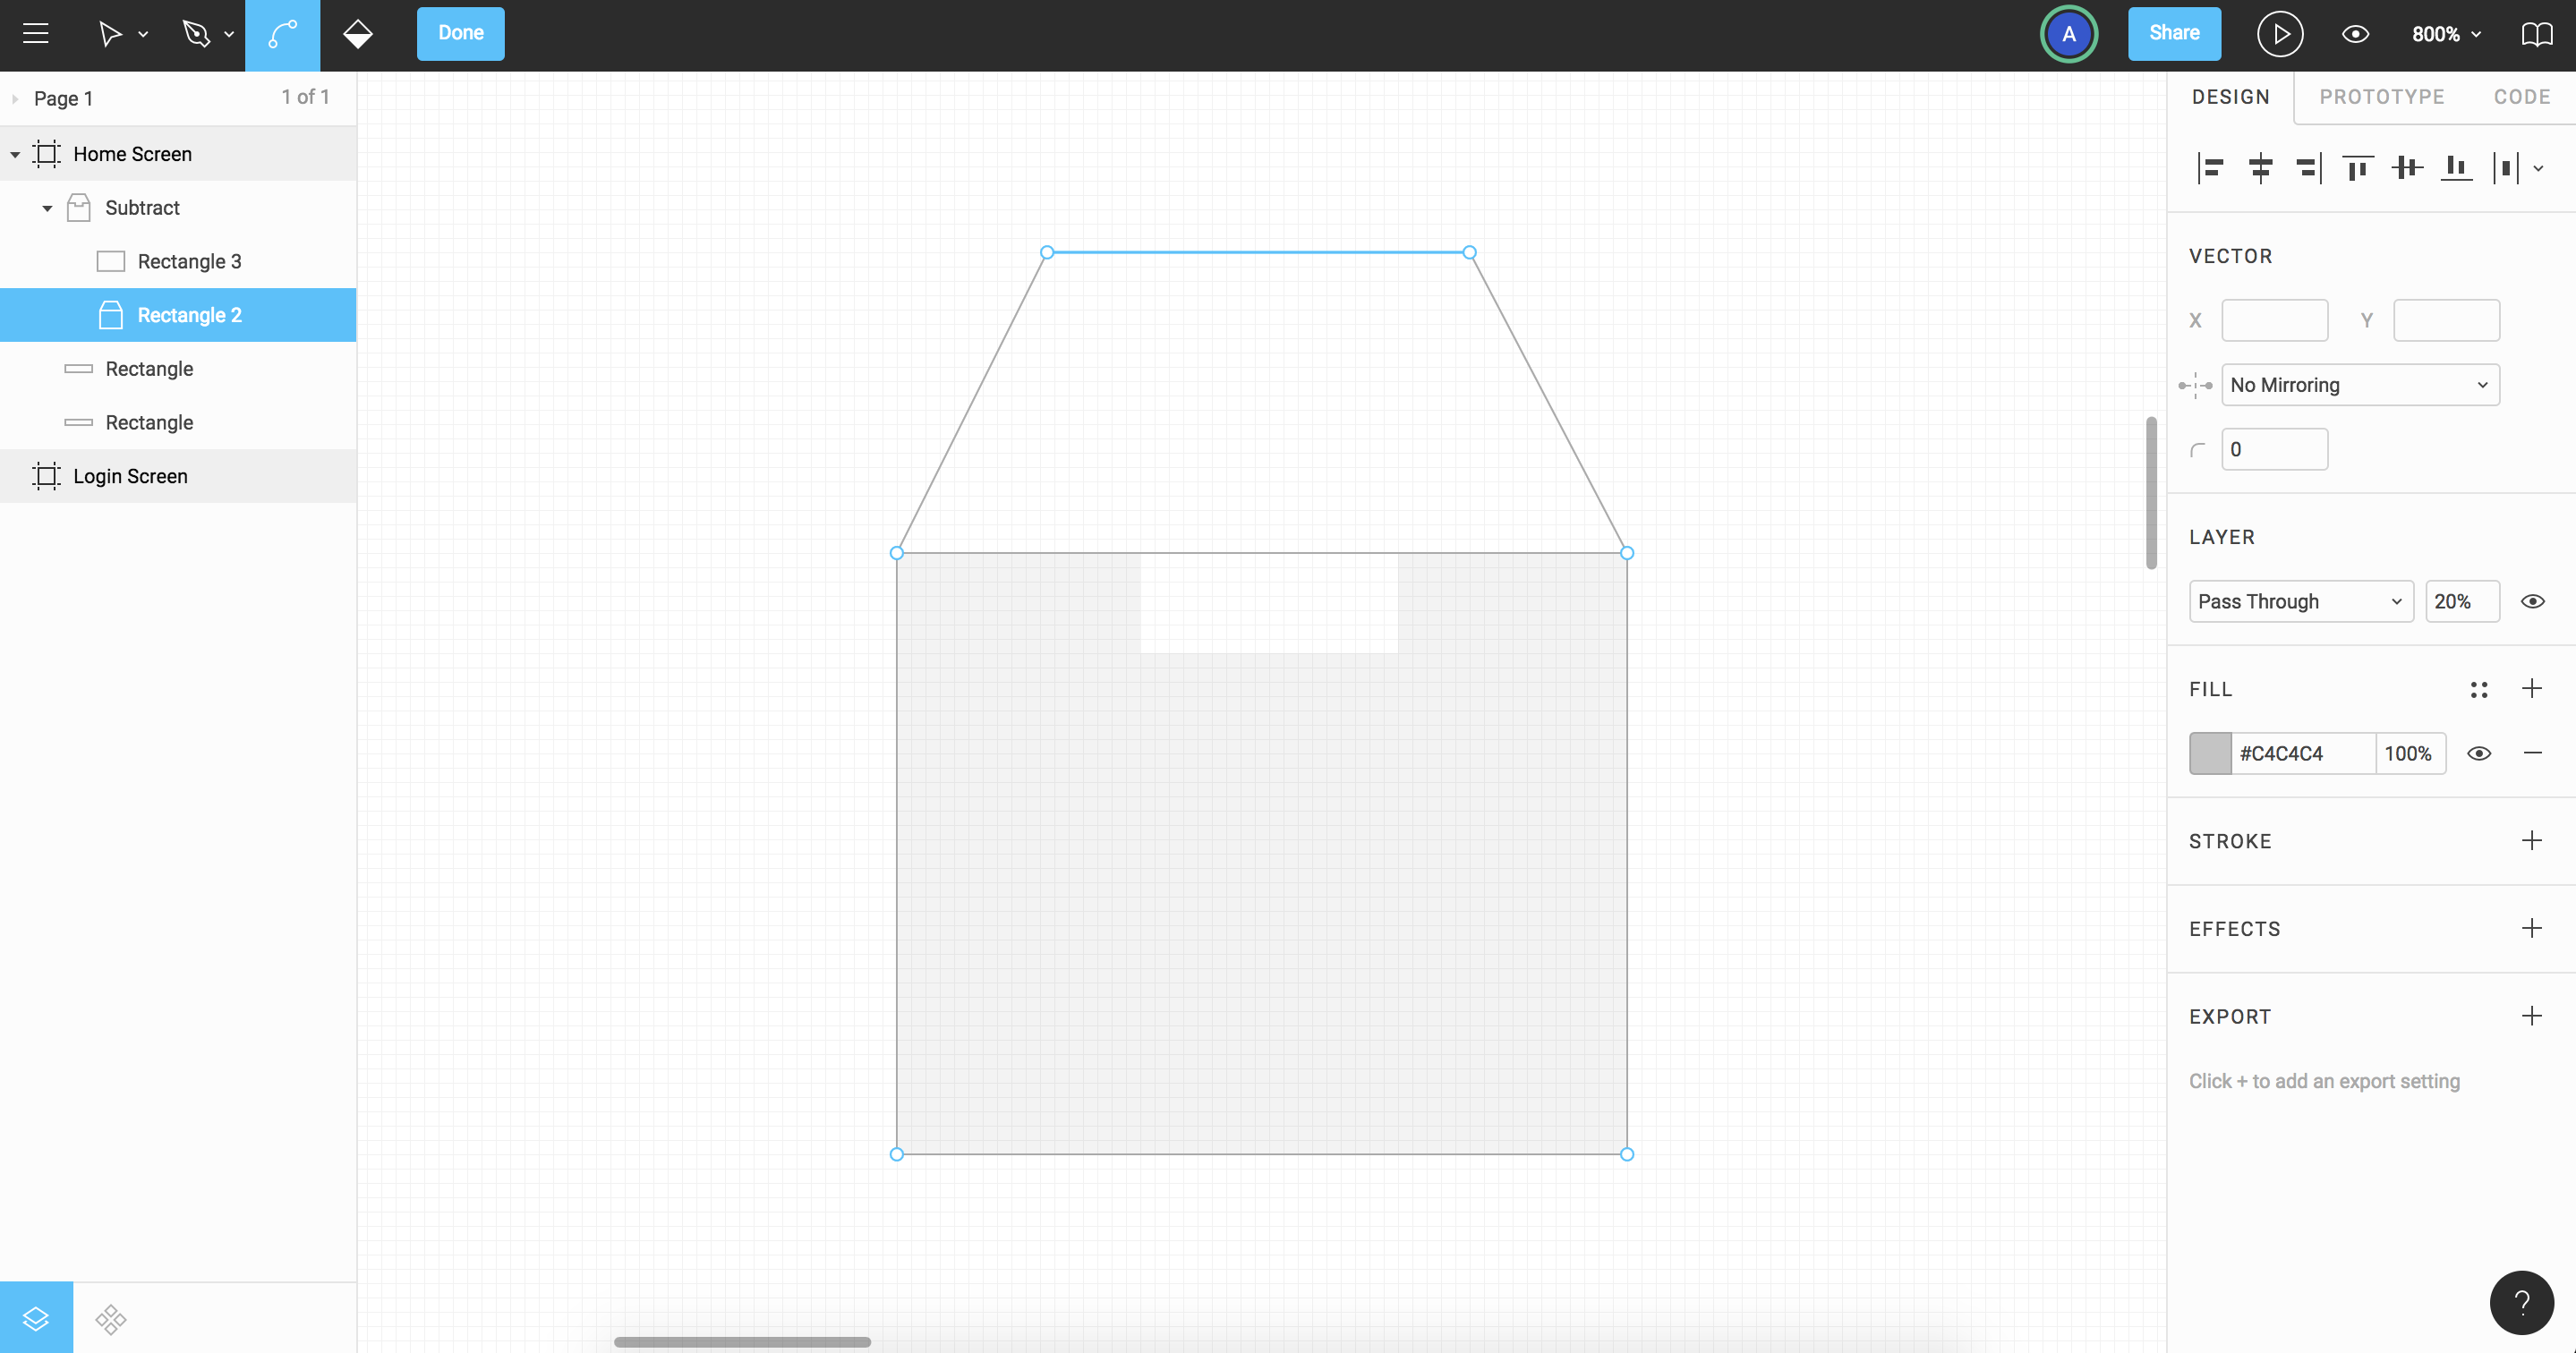 Done
A
Share
800%
Page 1
1 of 1
Home Screen
Subtract
Rectangle 3
Rectangle 2
Rectangle
Rectangle
Login Screen
DESIGN
PROTOTYPE
CODE
VECTOR
X
Y
No Mirroring
0
LAYER
Pass Through
20%
FILL
#C4C4C4
100%
STROKE
EFFECTS
EXPORT
Click + to add an export setting
?